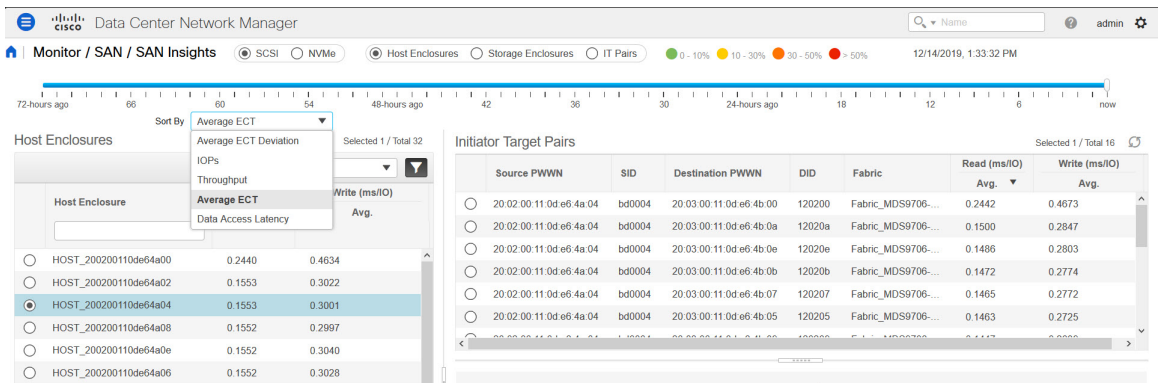 cisco Data Center Network Manager Name admin
Monitor / SAN / SAN Insights SCSI NVMe Host Enclosures Storage Enclosures IT Pairs 0 - 10% 10 - 30% 30 - 50% > 50% 12/14/2019, 1:33:32 PM
72-hours ago 66 60 54 48-hours ago 42 36 30 24-hours ago 18 12 6 now
Sort By Average ECT
Host Enclosures Selected 1 / Total 32
Average ECT Deviation
IOPs
Throughput
Average ECT
Data Access Latency
Host Enclosure Write (ms/IO)
Avg.
HOST_200200110de64a00 0.2440 0.4634
HOST_200200110de64a02 0.1553 0.3022
HOST_200200110de64a04 0.1553 0.3001
HOST_200200110de64a08 0.1552 0.2997
HOST_200200110de64a0e 0.1552 0.3040
HOST_200200110de64a06 0.1552 0.3028
Initiator Target Pairs Selected 1 / Total 16
Source PWWN SID Destination PWWN DID Fabric Read (ms/IO) Write (ms/IO)
Avg. Avg.
20:02:00:11:0d:e6:4a:04 bd0004 20:03:00:11:0d:e6:4b:00 120200 Fabric_MDS9706-... 0.2442 0.4673
20:02:00:11:0d:e6:4a:04 bd0004 20:03:00:11:0d:e6:4b:0a 12020a Fabric_MDS9706-... 0.1500 0.2847
20:02:00:11:0d:e6:4a:04 bd0004 20:03:00:11:0d:e6:4b:0e 12020e Fabric_MDS9706-... 0.1486 0.2803
20:02:00:11:0d:e6:4a:04 bd0004 20:03:00:11:0d:e6:4b:0b 12020b Fabric_MDS9706-... 0.1472 0.2774
20:02:00:11:0d:e6:4a:04 bd0004 20:03:00:11:0d:e6:4b:07 120207 Fabric_MDS9706-... 0.1465 0.2772
20:02:00:11:0d:e6:4a:04 bd0004 20:03:00:11:0d:e6:4b:05 120205 Fabric_MDS9706-... 0.1463 0.2725